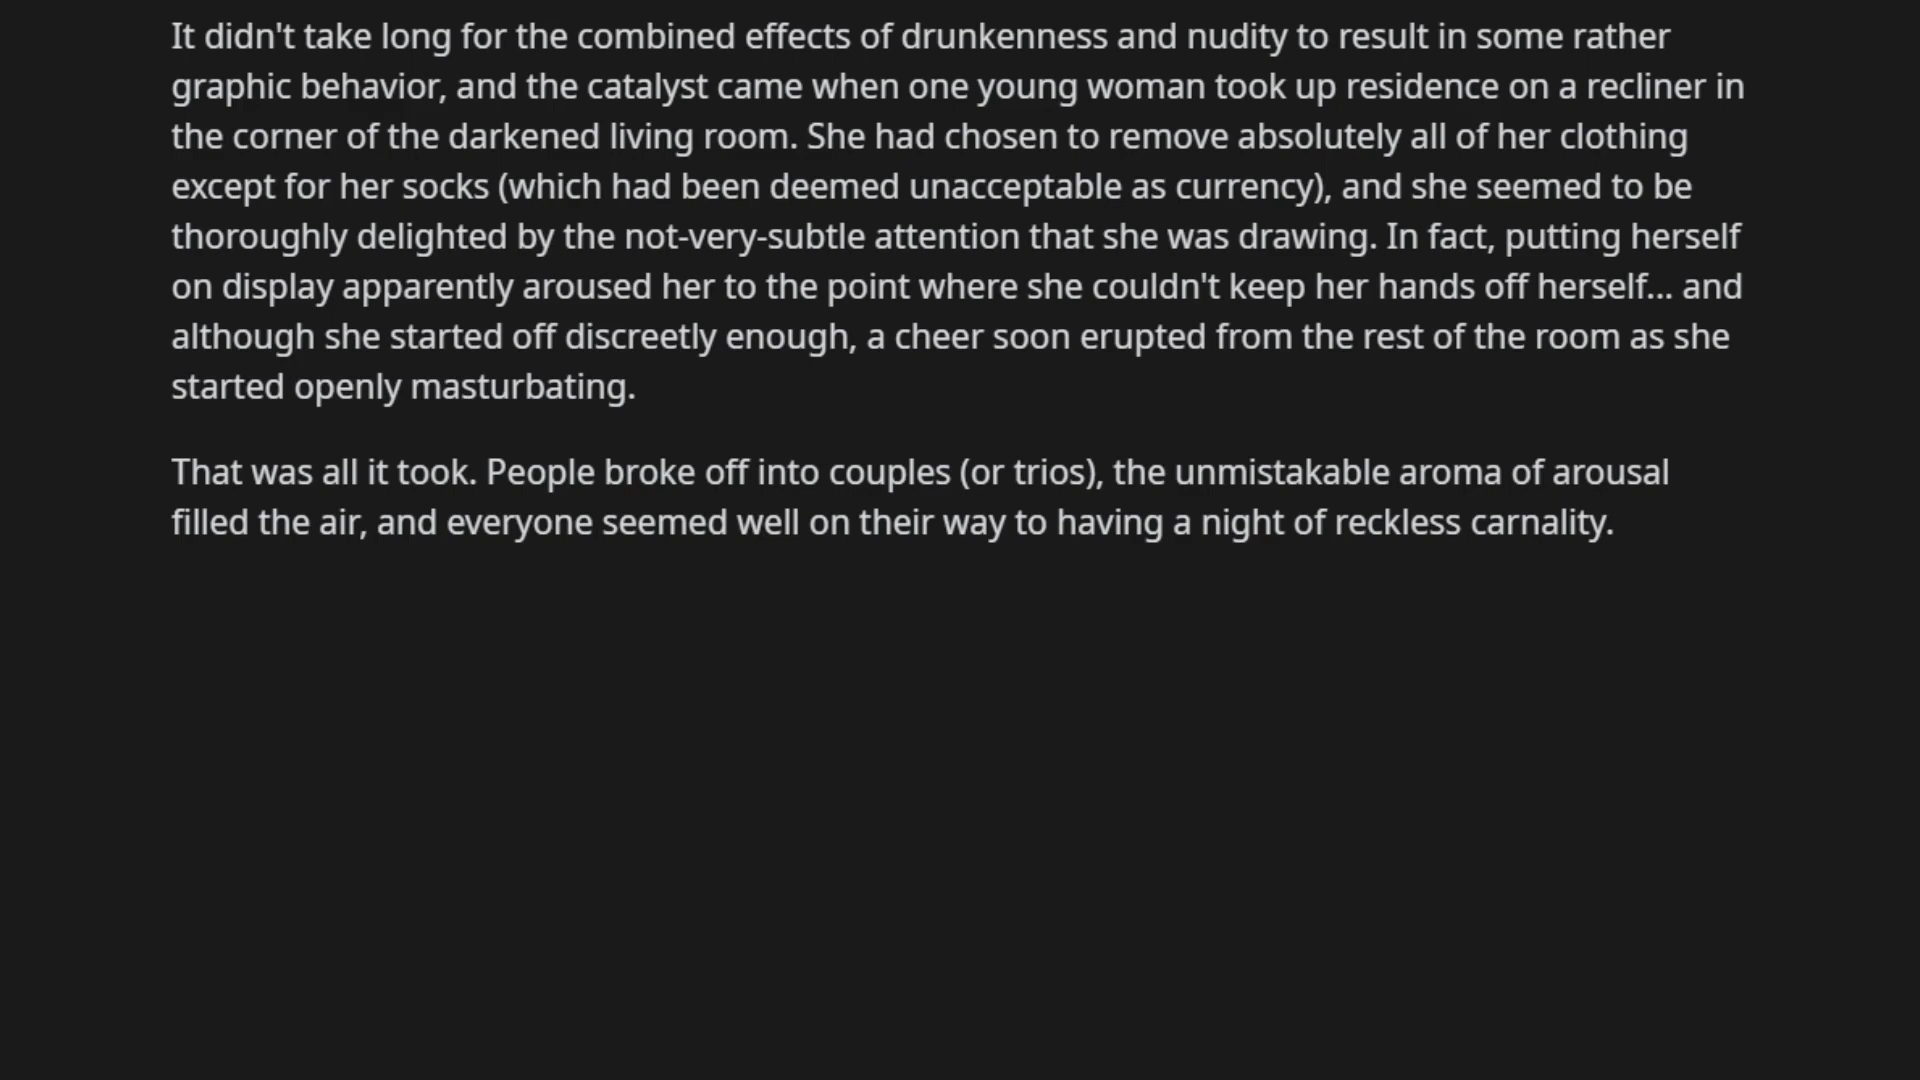 It didn't take long for the combined effects of drunkenness and nudity to result in some rather
graphic behavior, and the catalyst came when one young woman took up residence on a recliner in
the corner of the darkened living room. She had chosen to remove absolutely all of her clothing
except for her socks (which had been deemed unacceptable as currency), and she seemed to be
thoroughly delighted by the not-very-subtle attention that she was drawing. In fact, putting herself
on display apparently aroused her to the point where she couldn't keep her hands off herself... and
although she started off discreetly enough, a cheer soon erupted from the rest of the room as she
started openly masturbating.
That was all it took. People broke off into couples (or trios), the unmistakable aroma of arousal
filled the air, and everyone seemed well on their way to having a night of reckless carnality.